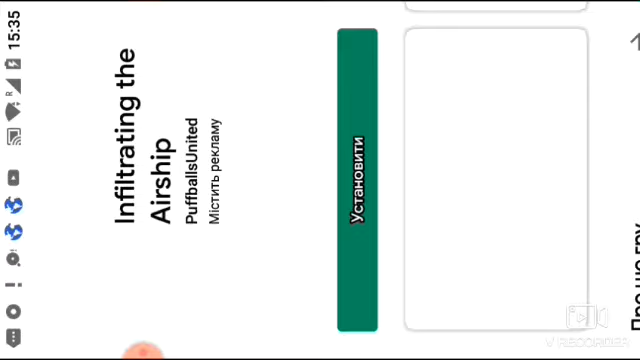 15:35
R
Infiltrating the
Airship
PuffballsUnited
Містить рекламу
Установити
V RECORDER